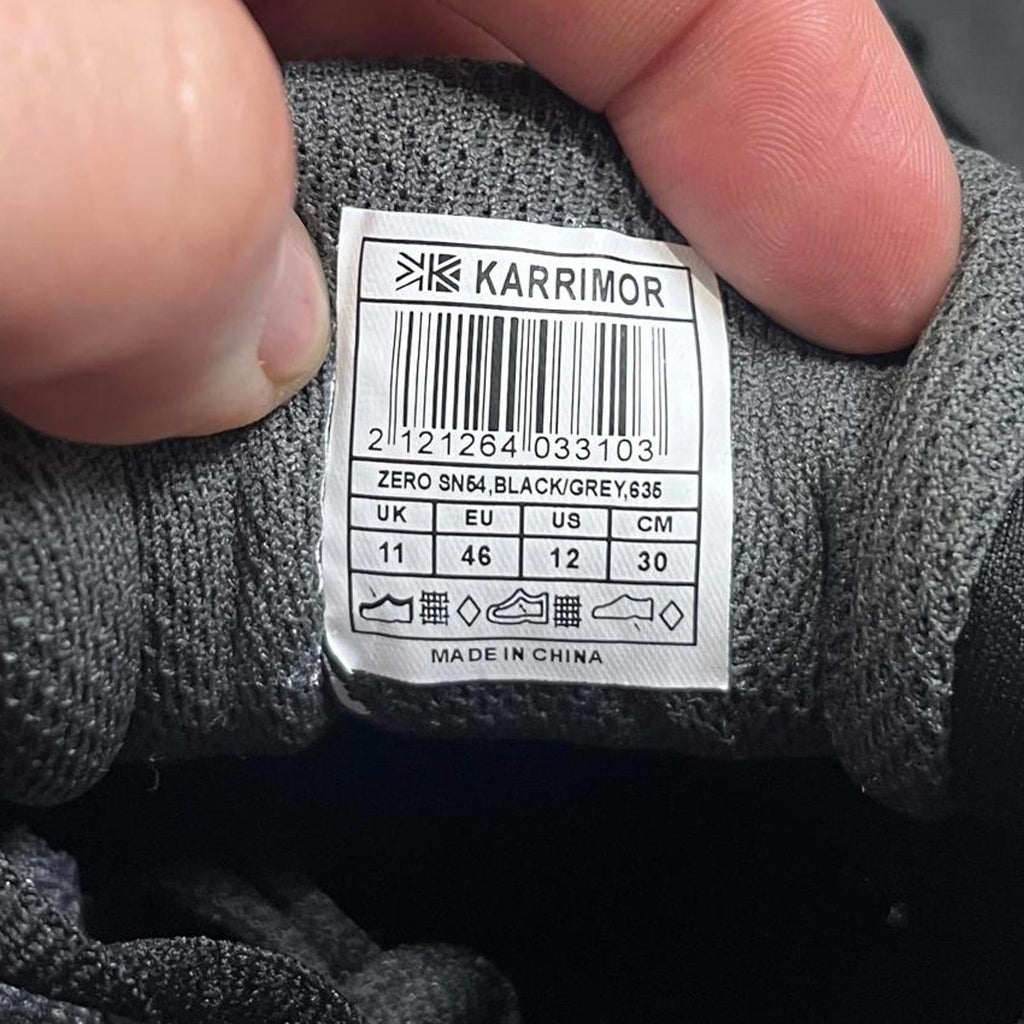 KARRIMOR
2 121264 033103
ZERO SN54,BLACK/GREY,635
UK EU US CM
11 46 12 30
MADE IN CHINA